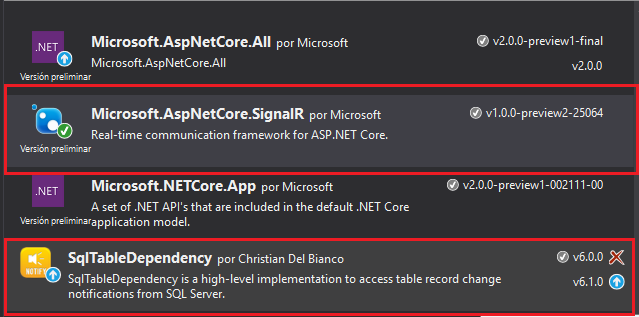 .NET
Microsoft.AspNetCore.All por Microsoft v2.0.0-preview1-final
Microsoft.AspNetCore.All v2.0.0
Versión preliminar
Microsoft.AspNetCore.SignalR por Microsoft v1.0.0-preview2-25064
Real-time communication framework for ASP.NET Core.
Versión preliminar
.NET
Microsoft.NETCore.App por Microsoft v2.0.0-preview1-002111-00
A set of .NET API's that are included in the default .NET Core
application model.
Versión preliminar
NOTIFY
SqlTableDependency por Christian Del Bianco v6.0.0
SqlTableDependency is a high-level implementation to access table record change v6.1.0
notifications from SQL Server.